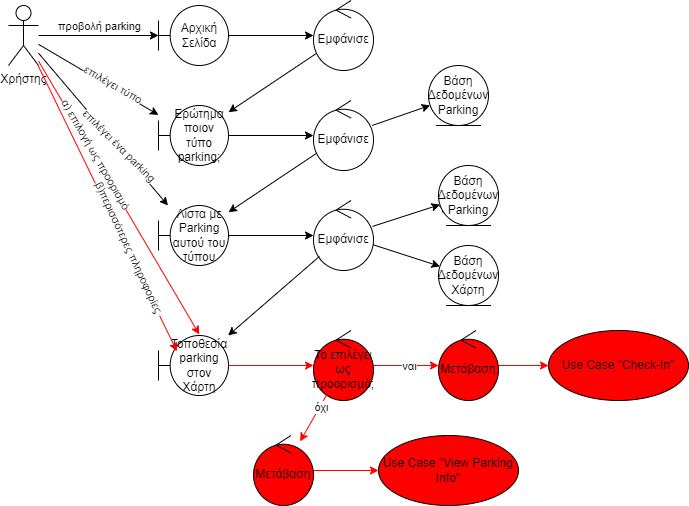 προβολή parking
Αρχική
Σελίδα
Εμφάνισε
Χρήστης
επιλέγει τύπο
Ερώτημα
ποιον
τύπο
parking;
Εμφάνισε
Βάση
Δεδομένων
Parking
επιλέγει ένα parking
α) επιλογή ως προορισμό
β)περισσότερες πληροφορίες
Λίστα με
Parking
αυτού του
τύπου
Εμφάνισε
Βάση
Δεδομένων
Parking
Βάση
Δεδομένων
Χάρτη
Τοποθεσία
parking
στον
Χάρτη
Το επιλέγει
ως
προορισμό;
ναι
Μετάβαση
Use Case "Check-In"
όχι
Μετάβαση
Use Case "View Parking
Info"